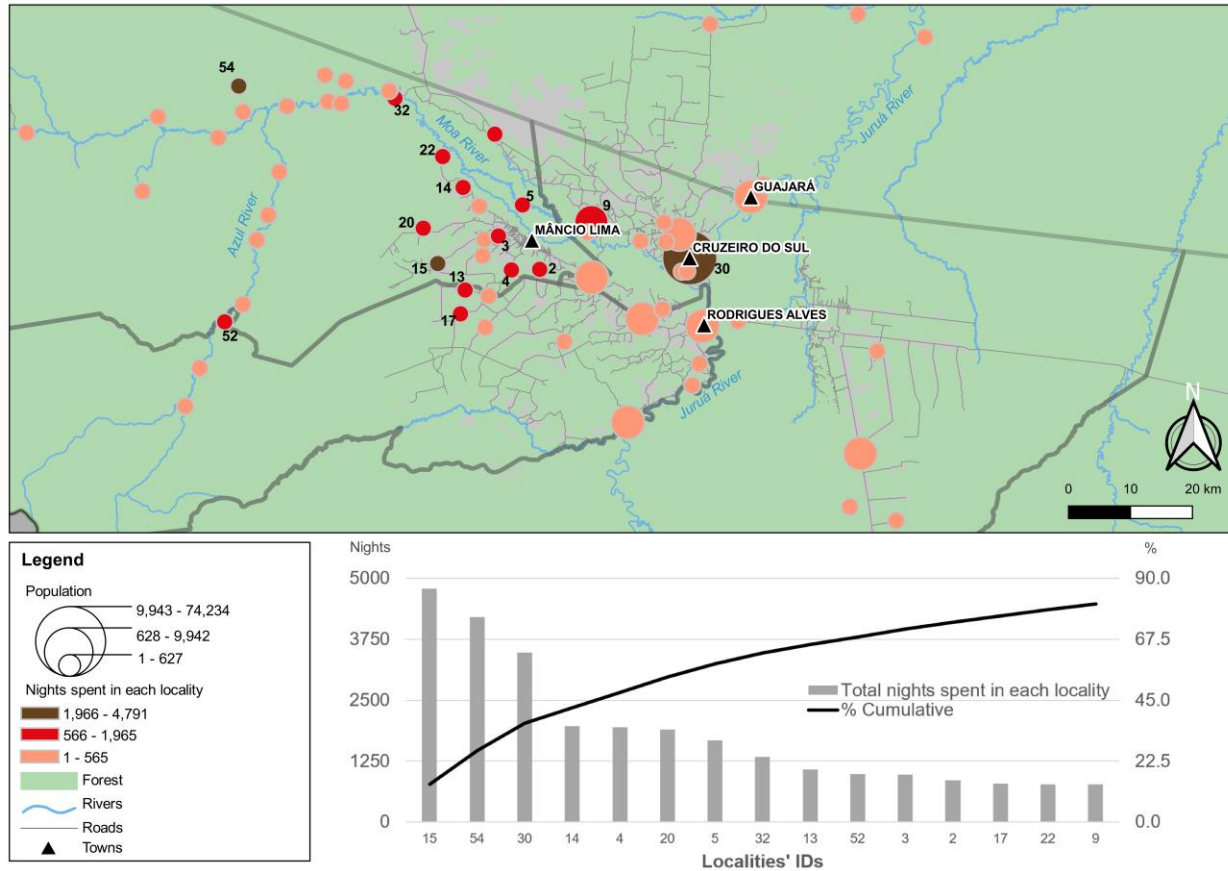 54
32
Moa River
Juruá River
22
14
5
9
GUAJARÁ
Azul River
20
3
MÂNCIO LIMA
CRUZEIRO DO SUL
30
15
13
4
2
17
52
RODRIGUES ALVES
Juruá River
N
0 10 20 km
Legend
Population
9,943 - 74,234
628 - 9,942
1 - 627
Nights spent in each locality
1,966 - 4,791
566 - 1,965
1 - 565
Forest
Rivers
Roads
Towns
Nights %
5000 90.0
3750 67.5
2500 45.0
1250 22.5
0 0.0
Total nights spent in each locality
% Cumulative
15 54 30 14 4 20 5 32 13 52 3 2 17 22 9
Localities' IDs